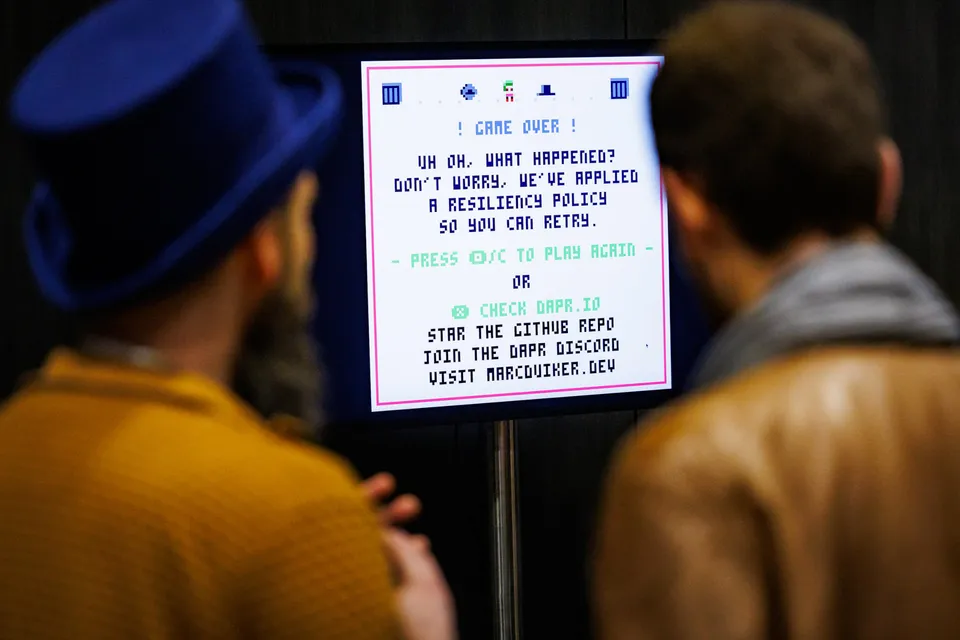 ! GAME OVER !
UH OH, WHAT HAPPENED?
DON'T WORRY, WE'VE APPLIED
A RESILIENCY POLICY
SO YOU CAN RETRY.
- PRESS 🅾/C TO PLAY AGAIN -
OR
❎ CHECK DAPR.IO
STAR THE GITHUB REPO
JOIN THE DAPR DISCORD
VISIT MARCDUIKER.DEV